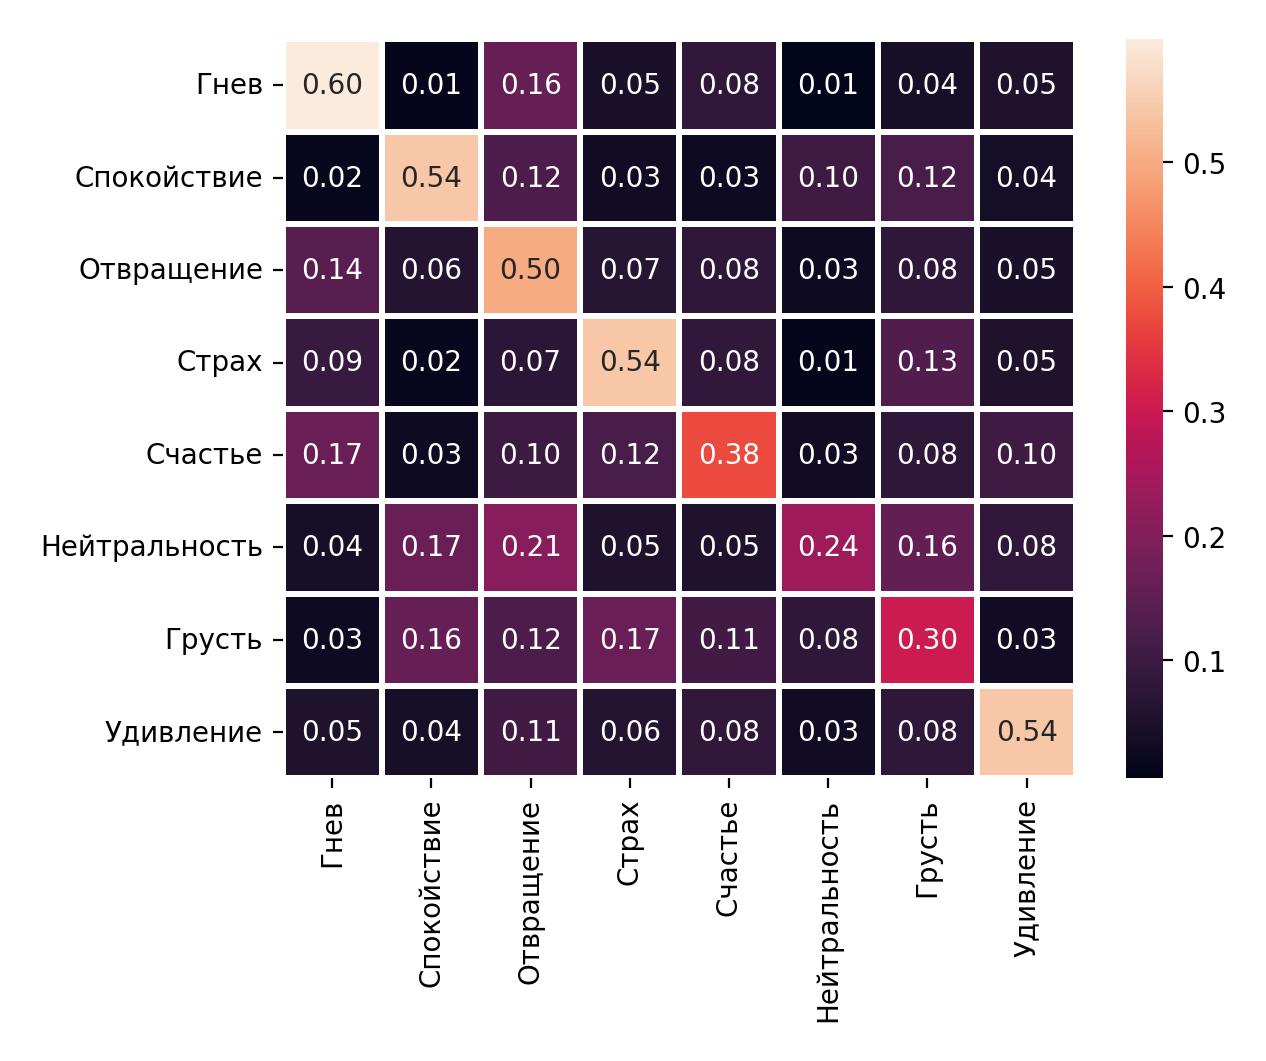 Гнев 0.60 0.01 0.16 0.05 0.08 0.01 0.04 0.05
Спокойствие 0.02 0.54 0.12 0.03 0.03 0.10 0.12 0.04
Отвращение 0.14 0.06 0.50 0.07 0.08 0.03 0.08 0.05
Страх 0.09 0.02 0.07 0.54 0.08 0.01 0.13 0.05
Счастье 0.17 0.03 0.10 0.12 0.38 0.03 0.08 0.10
Нейтральность 0.04 0.17 0.21 0.05 0.05 0.24 0.16 0.08
Грусть 0.03 0.16 0.12 0.17 0.11 0.08 0.30 0.03
Удивление 0.05 0.04 0.11 0.06 0.08 0.03 0.08 0.54
Гнев
Спокойствие
Отвращение
Страх
Счастье
Нейтральность
Грусть
Удивление
0.5
0.4
0.3
0.2
0.1